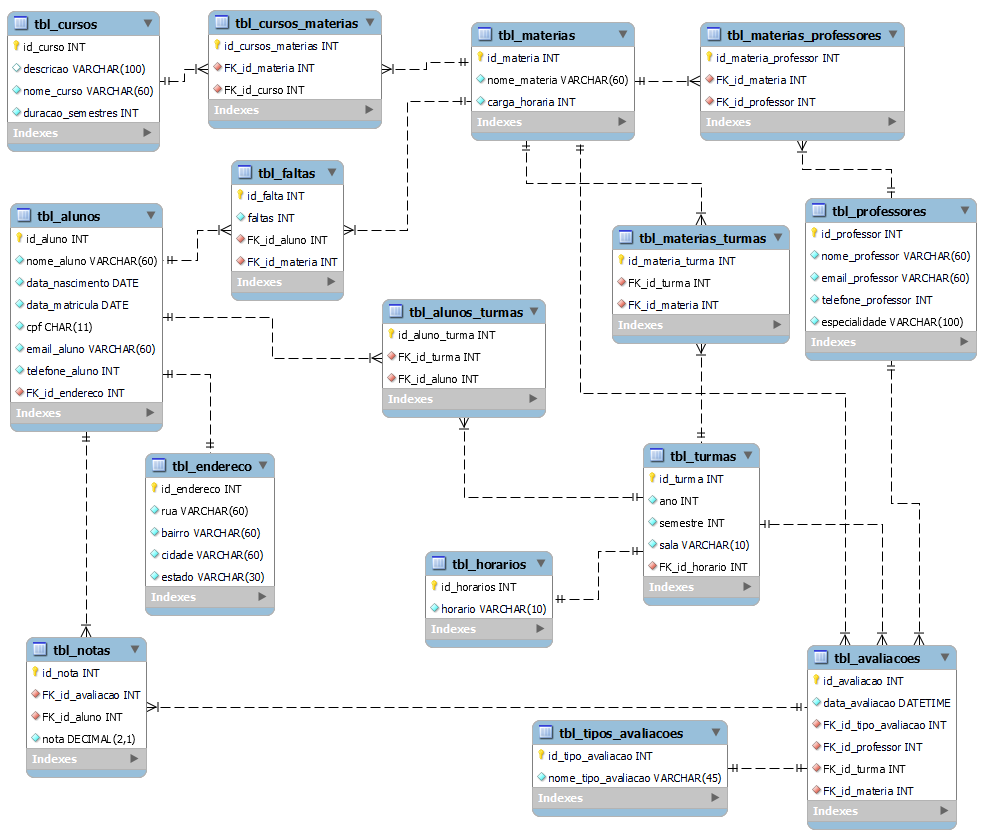 tbl_cursos
id_curso INT
descricao VARCHAR(100)
nome_curso VARCHAR(60)
duracao_semestres INT
Indexes
tbl_cursos_materias
id_cursos_materias INT
FK_id_materia INT
FK_id_curso INT
Indexes
tbl_materias
id_materia INT
nome_materia VARCHAR(60)
carga_horaria INT
Indexes
tbl_materias_professores
id_materia_professor INT
FK_id_materia INT
FK_id_professor INT
Indexes
tbl_faltas
id_falta INT
faltas INT
FK_id_aluno INT
FK_id_materia INT
Indexes
tbl_alunos
id_aluno INT
nome_aluno VARCHAR(60)
data_nascimento DATE
data_matricula DATE
cpf CHAR(11)
email_aluno VARCHAR(60)
telefone_aluno INT
FK_id_endereco INT
Indexes
tbl_professores
id_professor INT
nome_professor VARCHAR(60)
email_professor VARCHAR(60)
telefone_professor INT
especialidade VARCHAR(100)
Indexes
tbl_materias_turmas
id_materia_turma INT
FK_id_turma INT
FK_id_materia INT
Indexes
tbl_alunos_turmas
id_aluno_turma INT
FK_id_turma INT
FK_id_aluno INT
Indexes
tbl_endereco
id_endereco INT
rua VARCHAR(60)
bairro VARCHAR(60)
cidade VARCHAR(60)
estado VARCHAR(30)
Indexes
tbl_turmas
id_turma INT
ano INT
semestre INT
sala VARCHAR(10)
FK_id_horario INT
Indexes
tbl_horarios
id_horarios INT
horario VARCHAR(10)
Indexes
tbl_notas
id_nota INT
FK_id_avaliacao INT
FK_id_aluno INT
nota DECIMAL(2,1)
Indexes
tbl_avaliacoes
id_avaliacao INT
data_avaliacao DATETIME
FK_id_tipo_avaliacao INT
FK_id_professor INT
FK_id_turma INT
FK_id_materia INT
Indexes
tbl_tipos_avaliacoes
id_tipo_avaliacao INT
nome_tipo_avaliacao VARCHAR(45)
Indexes